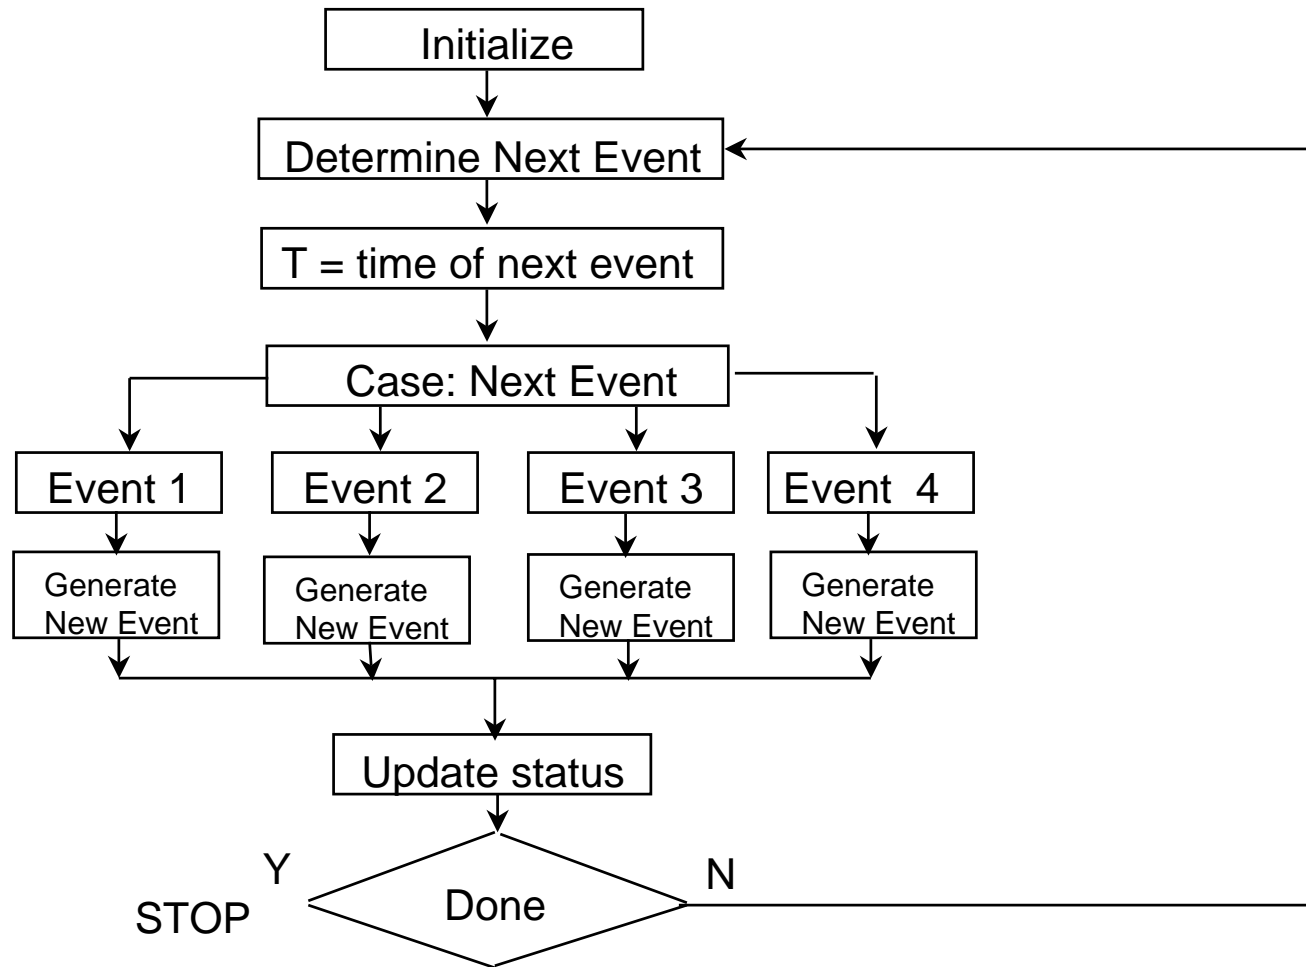 Initialize
Determine Next Event
T = time of next event
Case: Next Event
Event 1
Event 2
Event 3
Event  4
Generate
New Event
Generate
New Event
Generate
New Event
Generate
New Event
Update status
Y
N
STOP
Done